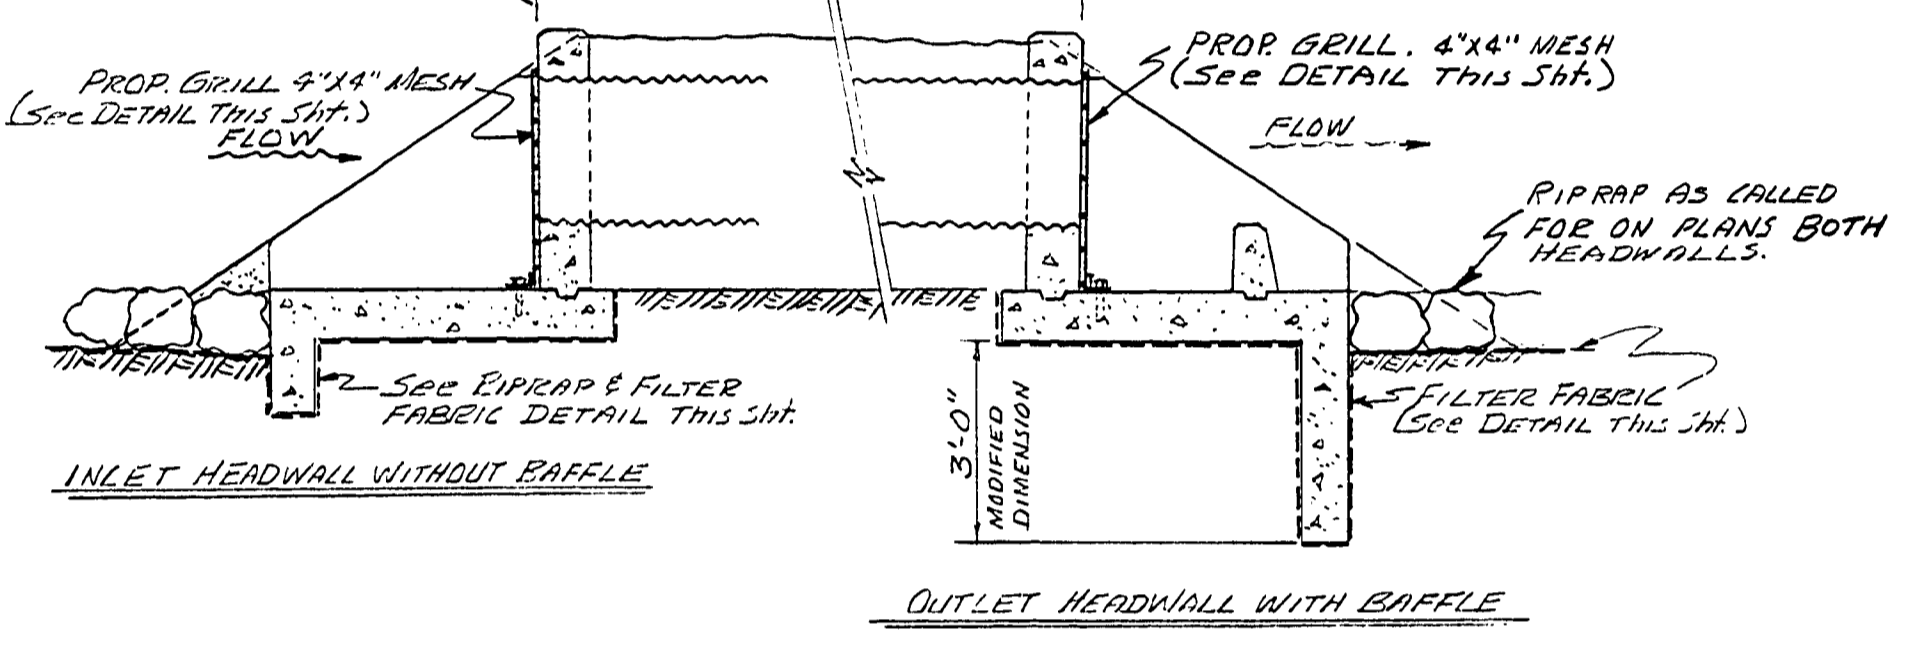 PROP. GRILL 4"X4" MESH
(See DETAIL This Sht.)
FLOW
PROP. GRILL. 4"X4" MESH
(See DETAIL This Sht.)
FLOW
RIPRAP AS CALLED
FOR ON PLANS BOTH
HEADWALLS.
See RIPRAP & FILTER
FABRIC DETAIL This Sht.
3'-0"
MODIFIED
DIMENSION
FILTER FABRIC
(See DETAIL This Sht.)
INLET HEADWALL WITHOUT BAFFLE
OUTLET HEADWALL WITH BAFFLE